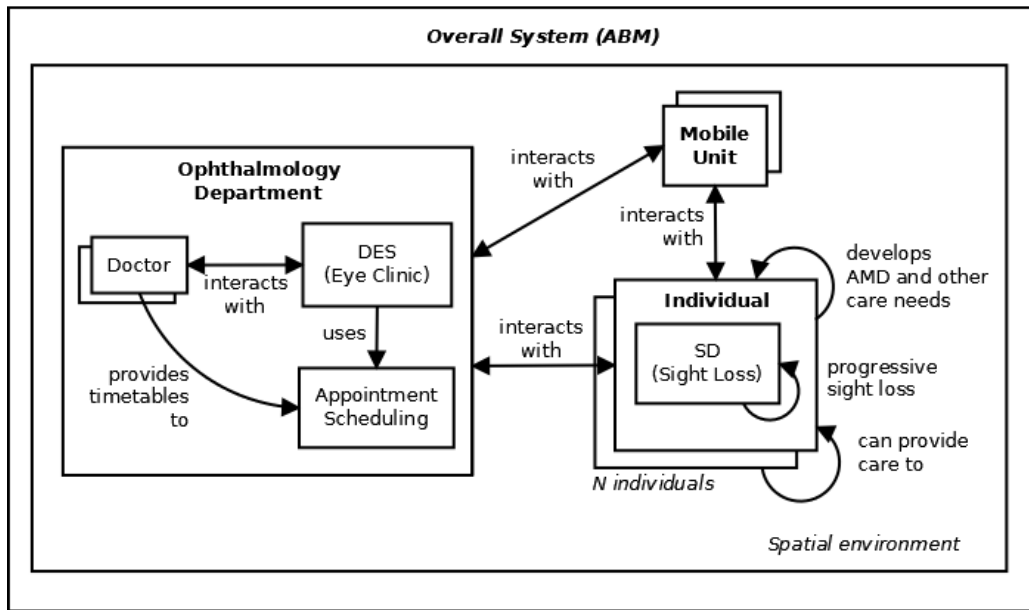 Overall System (ABM)
Ophthalmology
Department
Doctor
interacts
with
DES
(Eye Clinic)
uses
provides
timetables
to
Appointment
Scheduling
interacts
with
Mobile
Unit
interacts
with
interacts
with
Individual
SD
(Sight Loss)
develops
AMD and other
care needs
progressive
sight loss
can provide
care to
N individuals
Spatial environment